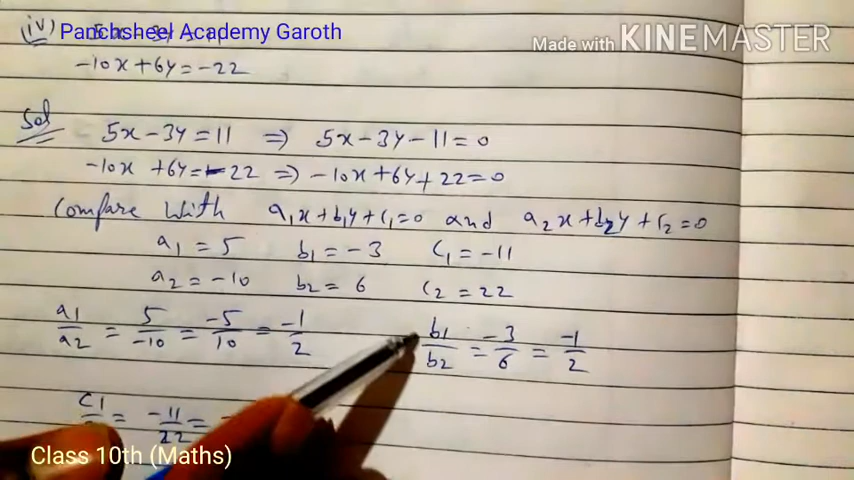 (iv) 5x - 3y = 11
Panchsheel Academy Garoth
Made with KINEMASTER
-10x + 6y = -22
Sol
5x - 3y = 11 ⇒ 5x - 3y - 11 = 0
-10x + 6y = -22 ⇒ -10x + 6y + 22 = 0
Compare with a₁x + b₁y + c₁ = 0 and a₂x + b₂y + c₂ = 0
a₁ = 5 b₁ = -3 c₁ = -11
a₂ = -10 b₂ = 6 c₂ = 22
a₁/a₂ = 5/-10 = -5/10 = -1/2 b₁/b₂ = -3/6 = -1/2
c₁ = -11/22 = -
Class 10th (Maths)